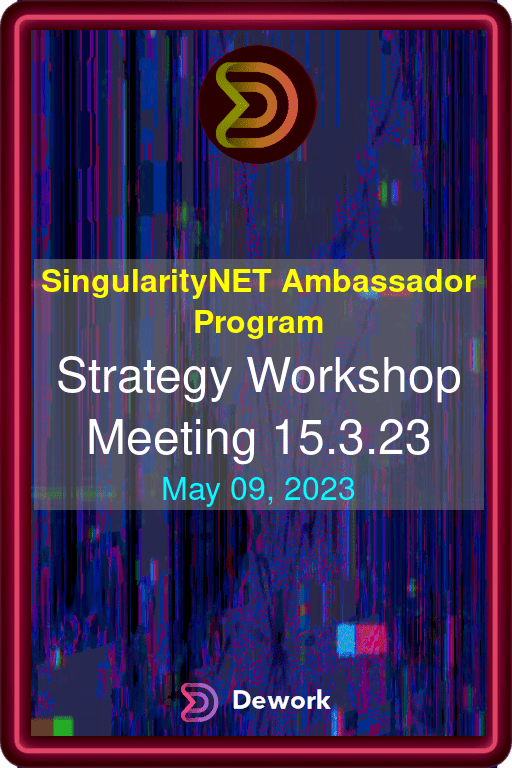 SingularityNET Ambassador
Program
Strategy Workshop
Meeting 15.3.23
May 09, 2023
Dework